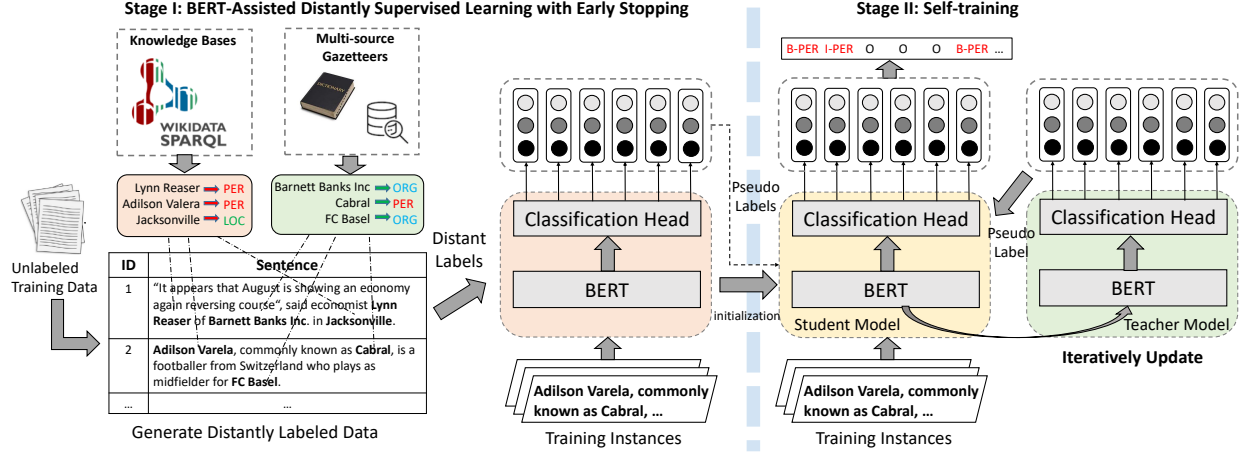 Stage I: BERT-Assisted Distantly Supervised Learning with Early Stopping
Knowledge Bases
WIKIDATA
SPARQL
Multi-source
Gazetteers
DICTIONARY
Lynn Reaser PER
Adilson Valera PER
Jacksonville LOC
Barnett Banks Inc ORG
Cabral PER
FC Basel ORG
Unlabeled
Training Data
ID Sentence
1 “It appears that August is showing an economy
again reversing course“, said economist Lynn
Reaser of Barnett Banks Inc. in Jacksonville.
2 Adilson Varela, commonly known as Cabral, is a
footballer from Switzerland who plays as
midfielder for FC Basel.
... ...
Generate Distantly Labeled Data
Distant
Labels
Classification Head
BERT
Adilson Varela, commonly
known as Cabral, ...
Training Instances
Pseudo
Labels
initialization
Stage II: Self-training
B-PER I-PER O O O B-PER ...
Classification Head
BERT
Student Model
Adilson Varela, commonly
known as Cabral, ...
Training Instances
Pseudo
Label
Classification Head
BERT
Teacher Model
Iteratively Update